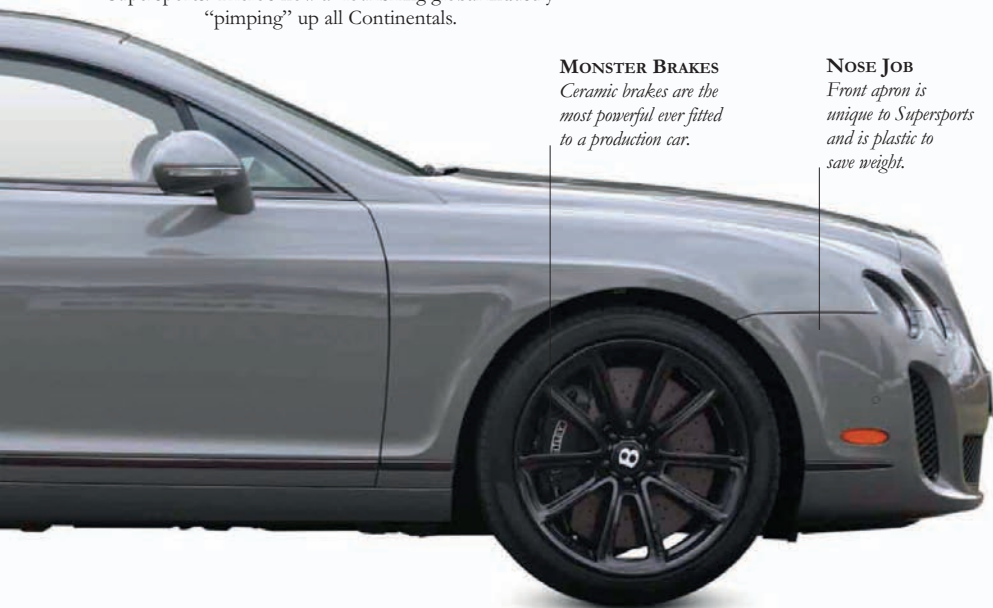 “pimping” up all Continentals.
MONSTER BRAKES
Ceramic brakes are the
most powerful ever fitted
to a production car.
NOSE JOB
Front apron is
unique to Supersports
and is plastic to
save weight.
B